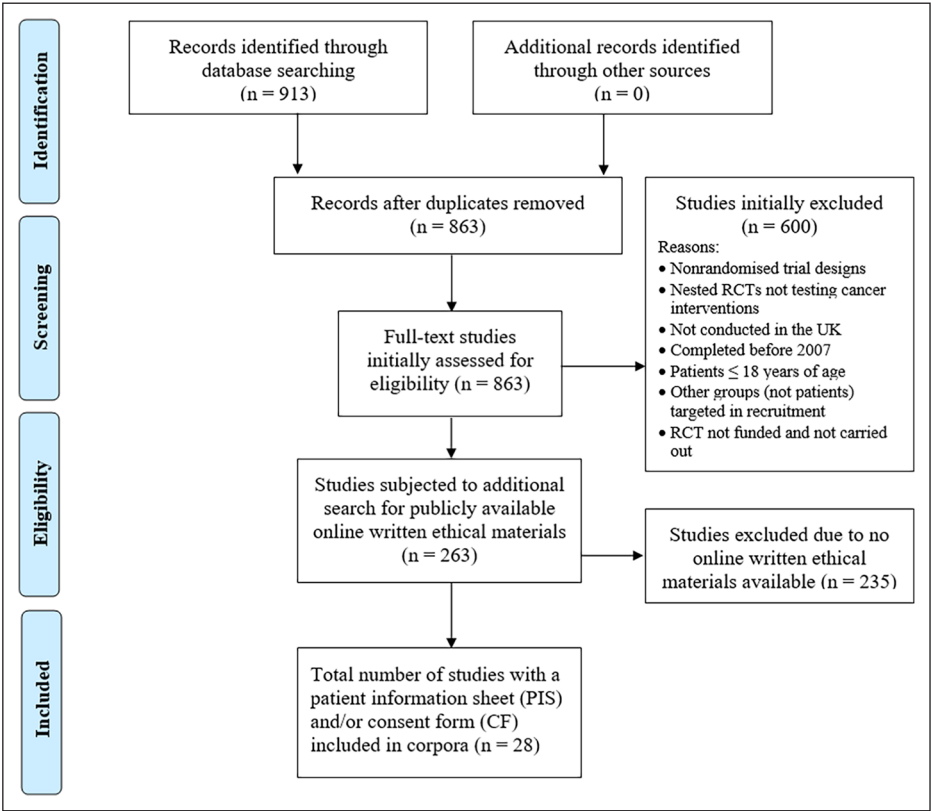 Identification
Records identified through
database searching
(n = 913)
Additional records identified
through other sources
(n = 0)
Records after duplicates removed
(n = 863)
Screening
Studies initially excluded
(n = 600)
Reasons:
• Nonrandomised trial designs
• Nested RCTs not testing cancer
interventions
• Not conducted in the UK
• Completed before 2007
• Patients ≤ 18 years of age
• Other groups (not patients)
targeted in recruitment
• RCT not funded and not carried
out
Full-text studies
initially assessed for
eligibility (n = 863)
Eligibility
Studies subjected to additional
search for publicly available
online written ethical materials
(n = 263)
Studies excluded due to no
online written ethical
materials available (n = 235)
Included
Total number of studies with a
patient information sheet (PIS)
and/or consent form (CF)
included in corpora (n = 28)